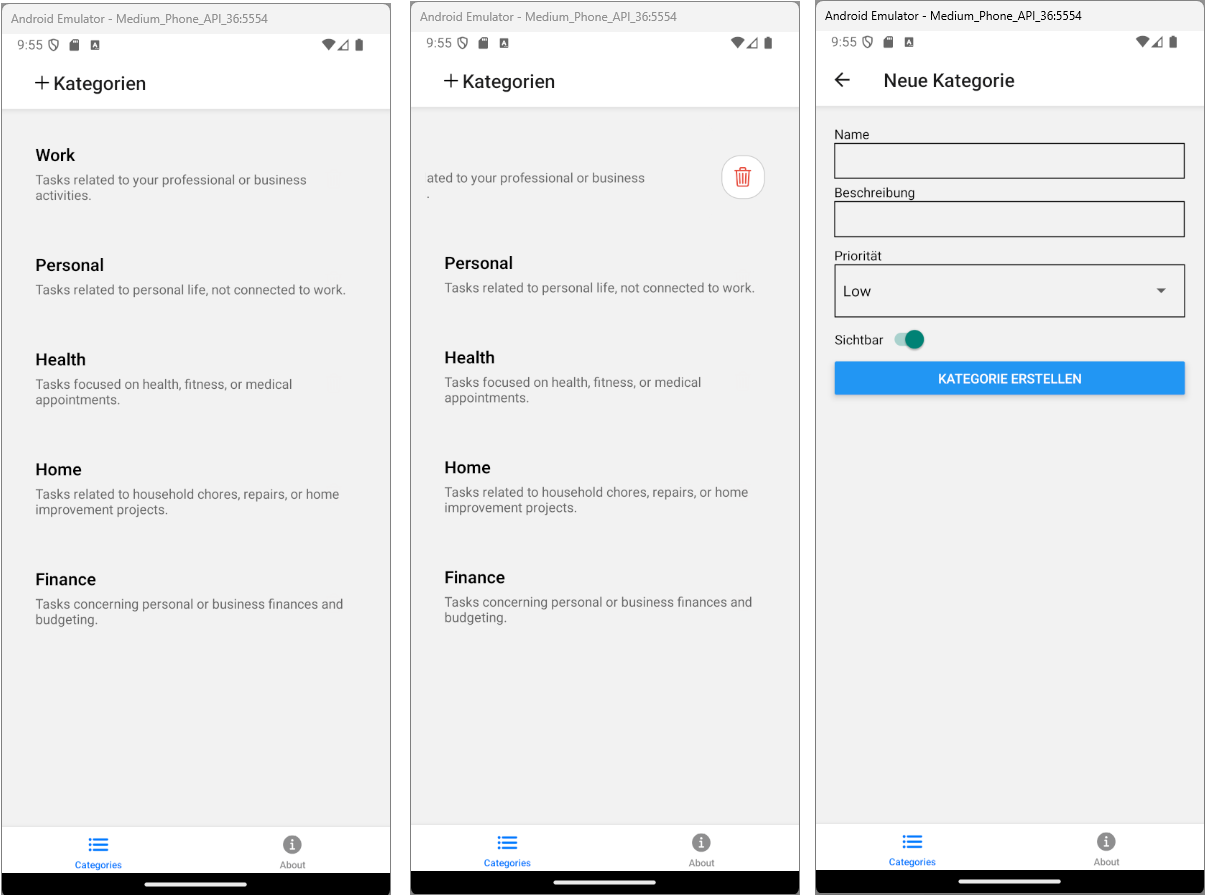 Android Emulator - Medium_Phone_API_36:5554
9:55
Kategorien
Work
Tasks related to your professional or business
activities.
Personal
Tasks related to personal life, not connected to work.
Health
Tasks focused on health, fitness, or medical
appointments.
Home
Tasks related to household chores, repairs, or home
improvement projects.
Finance
Tasks concerning personal or business finances and
budgeting.
Categories
About
Android Emulator - Medium_Phone_API_36:5554
9:55
Kategorien
ated to your professional or business
.
Personal
Tasks related to personal life, not connected to work.
Health
Tasks focused on health, fitness, or medical
appointments.
Home
Tasks related to household chores, repairs, or home
improvement projects.
Finance
Tasks concerning personal or business finances and
budgeting.
Categories
About
Android Emulator - Medium_Phone_API_36:5554
9:55
Neue Kategorie
Name
Beschreibung
Priorität
Low
Sichtbar
KATEGORIE ERSTELLEN
Categories
About